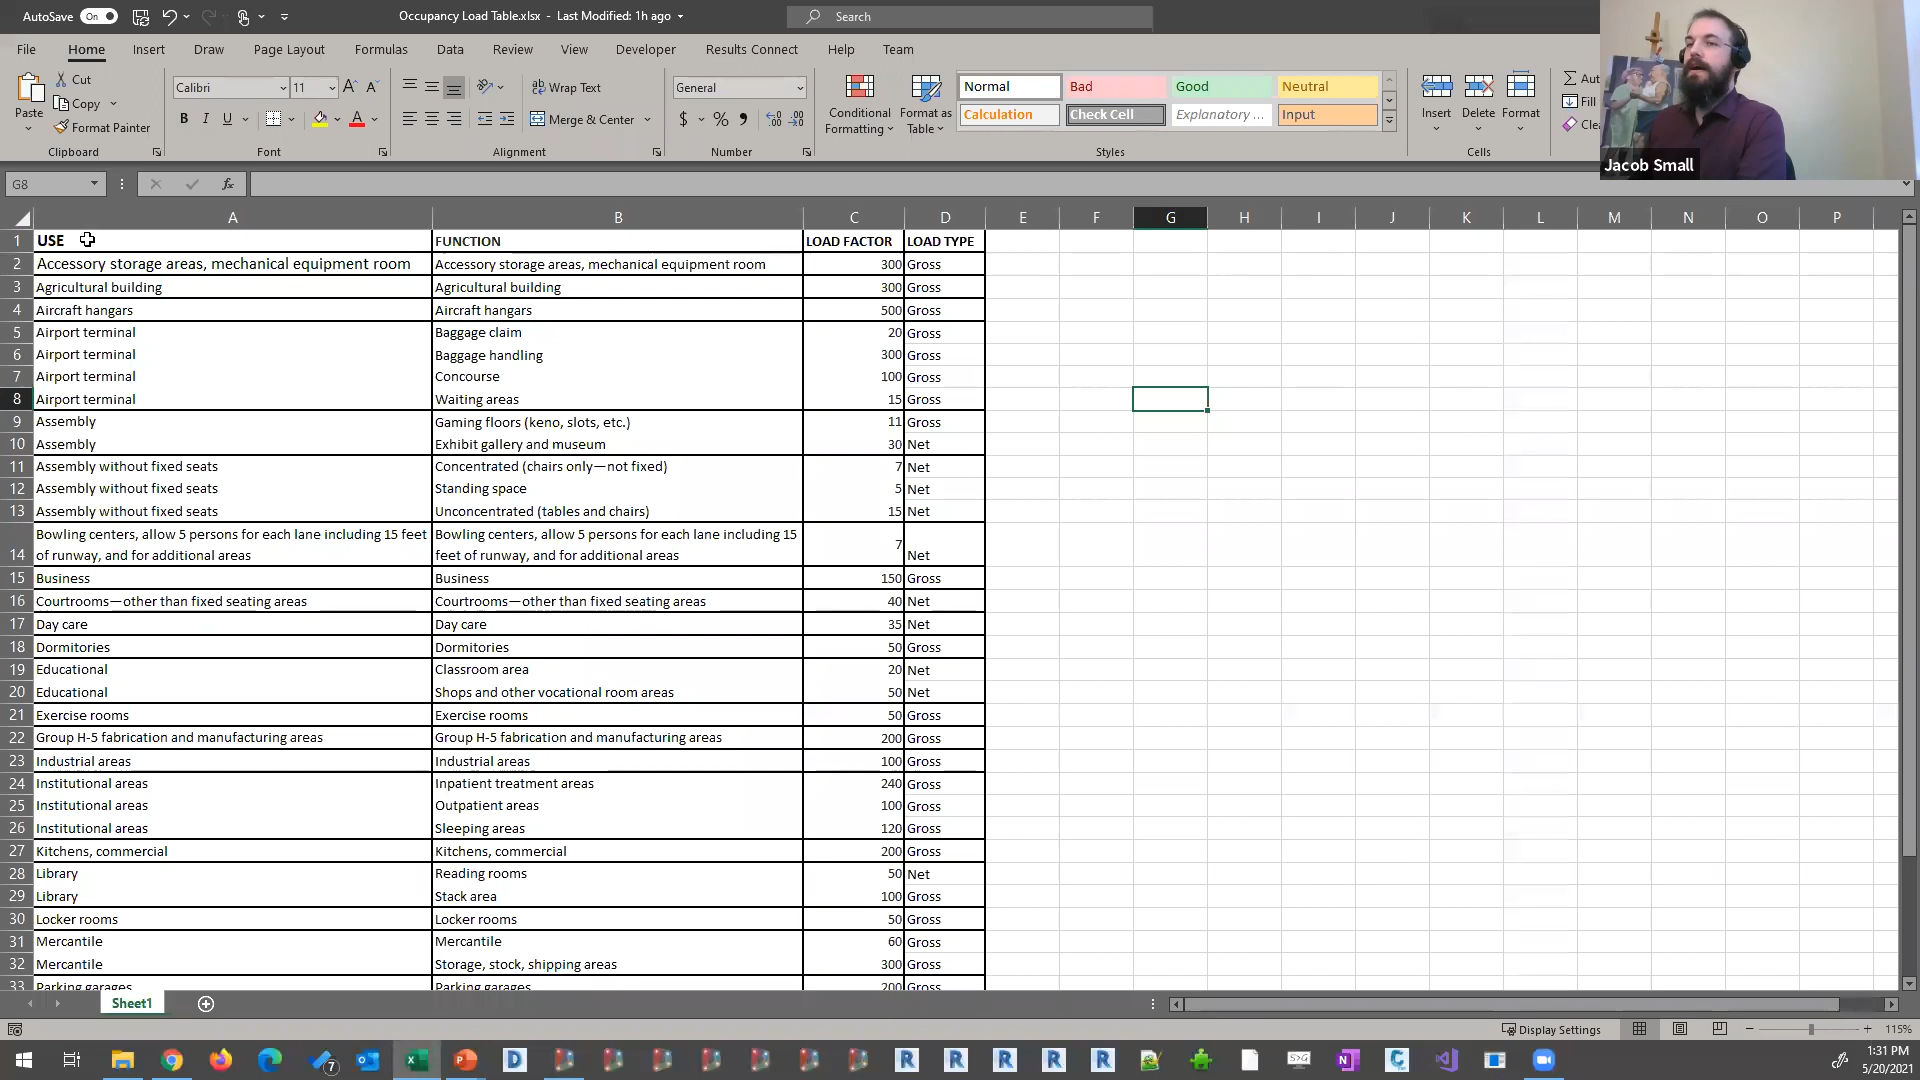 AutoSave On
Occupancy Load Table.xlsx - Last Modified: 1h ago
Search
File Home Insert Draw Page Layout Formulas Data Review View Developer Results Connect Help Team
Paste
Cut
Copy
Format Painter
Clipboard
Calibri 11
B I U
Font
Wrap Text
Merge & Center
Alignment
General
$ % ,
Number
Conditional Formatting
Format as Table
Normal Bad Good Neutral
Calculation Check Cell Explanatory ... Input
Styles
Insert Delete Format
Cells
Fill
Jacob Small
G8
fx
A B C D E F G H I J K L M N O P
1 USE FUNCTION LOAD FACTOR LOAD TYPE
2 Accessory storage areas, mechanical equipment room Accessory storage areas, mechanical equipment room 300 Gross
3 Agricultural building Agricultural building 300 Gross
4 Aircraft hangars Aircraft hangars 500 Gross
5 Airport terminal Baggage claim 20 Gross
6 Airport terminal Baggage handling 300 Gross
7 Airport terminal Concourse 100 Gross
8 Airport terminal Waiting areas 15 Gross
9 Assembly Gaming floors (keno, slots, etc.) 11 Gross
10 Assembly Exhibit gallery and museum 30 Net
11 Assembly without fixed seats Concentrated (chairs only—not fixed) 7 Net
12 Assembly without fixed seats Standing space 5 Net
13 Assembly without fixed seats Unconcentrated (tables and chairs) 15 Net
Bowling centers, allow 5 persons for each lane including 15 feet Bowling centers, allow 5 persons for each lane including 15
14 of runway, and for additional areas feet of runway, and for additional areas 7 Net
15 Business Business 150 Gross
16 Courtrooms—other than fixed seating areas Courtrooms—other than fixed seating areas 40 Net
17 Day care Day care 35 Net
18 Dormitories Dormitories 50 Gross
19 Educational Classroom area 20 Net
20 Educational Shops and other vocational room areas 50 Net
21 Exercise rooms Exercise rooms 50 Gross
22 Group H-5 fabrication and manufacturing areas Group H-5 fabrication and manufacturing areas 200 Gross
23 Industrial areas Industrial areas 100 Gross
24 Institutional areas Inpatient treatment areas 240 Gross
25 Institutional areas Outpatient areas 100 Gross
26 Institutional areas Sleeping areas 120 Gross
27 Kitchens, commercial Kitchens, commercial 200 Gross
28 Library Reading rooms 50 Net
29 Library Stack area 100 Gross
30 Locker rooms Locker rooms 50 Gross
31 Mercantile Mercantile 60 Gross
32 Mercantile Storage, stock, shipping areas 300 Gross
33 Parking garages Parking garages 200 Gross
Sheet1
Display Settings 115%
1:31 PM
5/20/2021